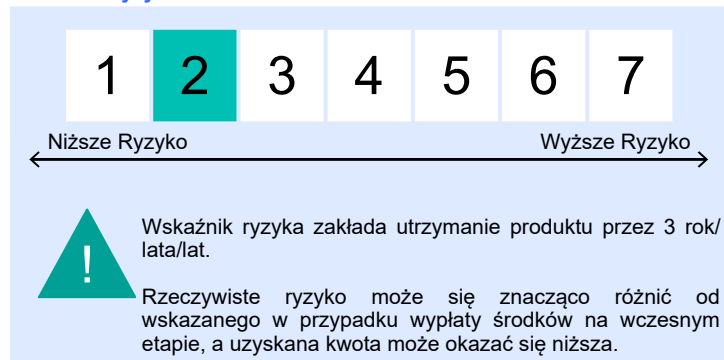 1 2 3 4 5 6 7
Niższe Ryzyko Wyższe Ryzyko
! Wskaźnik ryzyka zakłada utrzymanie produktu przez 3 rok/
lata/lat.
Rzeczywiste ryzyko może się znacząco różnić od
wskazanego w przypadku wypłaty środków na wczesnym
etapie, a uzyskana kwota może okazać się niższa.